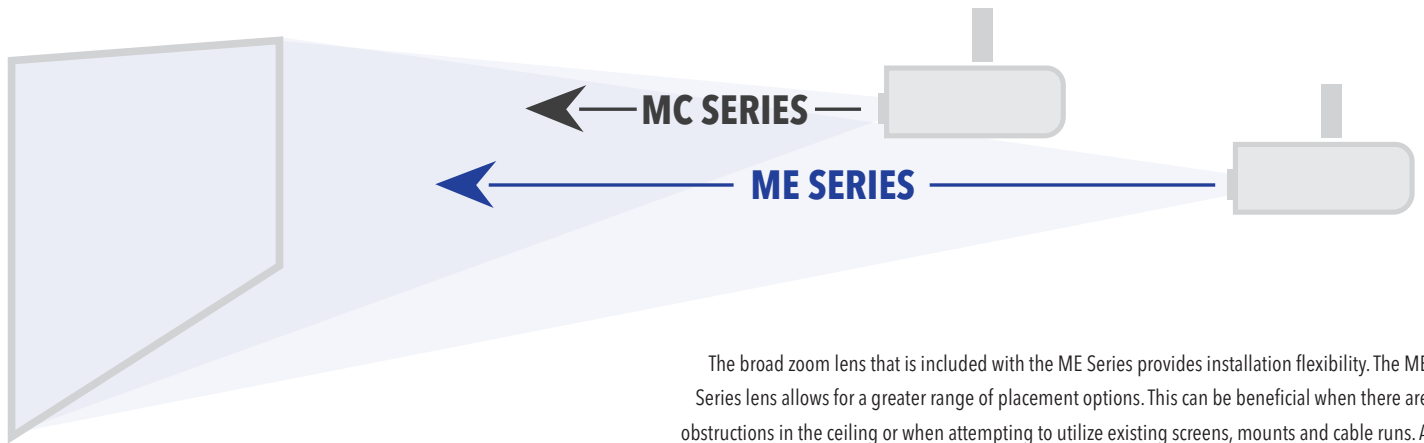 MC SERIES
ME SERIES
The broad zoom lens that is included with the ME Series provides installation flexibility. The ME
Series lens allows for a greater range of placement options. This can be beneficial when there are
obstructions in the ceiling or when attempting to utilize existing screens, mounts and cable runs. A